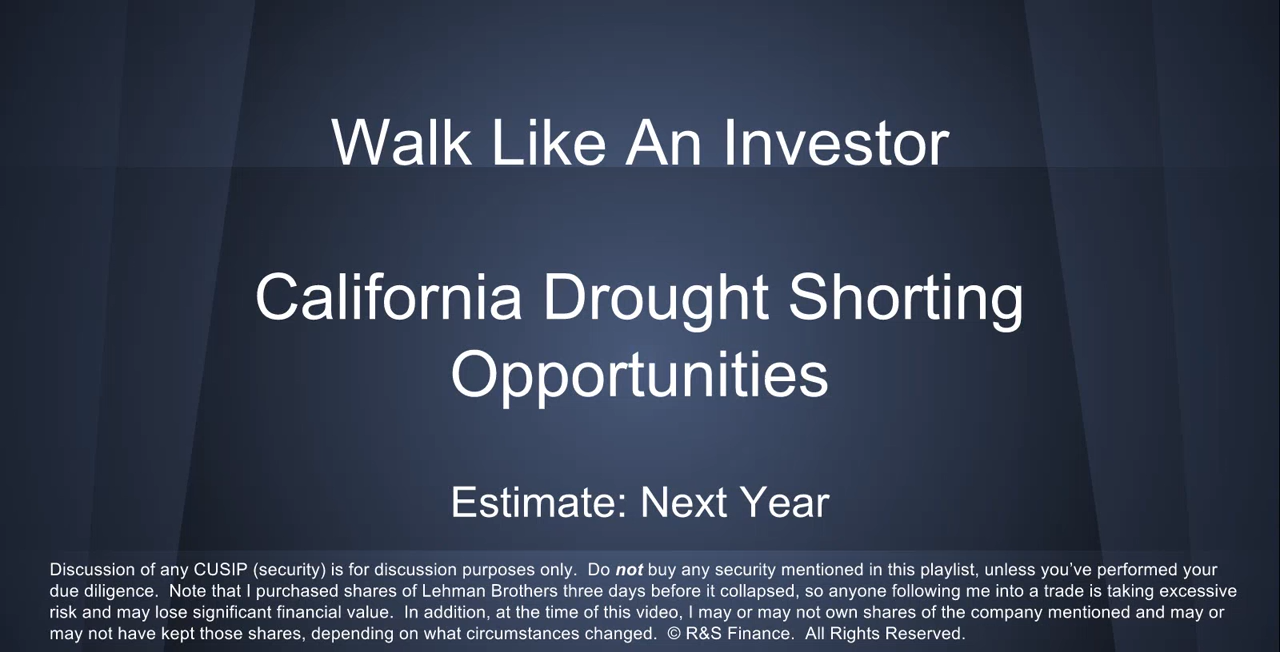 Walk Like An Investor
California Drought Shorting
Opportunities
Estimate: Next Year
Discussion of any CUSIP (security) is for discussion purposes only.  Do not buy any security mentioned in this playlist, unless you've performed your
due diligence.  Note that I purchased shares of Lehman Brothers three days before it collapsed, so anyone following me into a trade is taking excessive
risk and may lose significant financial value.  In addition, at the time of this video, I may or may not own shares of the company mentioned and may or
may not have kept those shares, depending on what circumstances changed.  © R&S Finance.  All Rights Reserved.